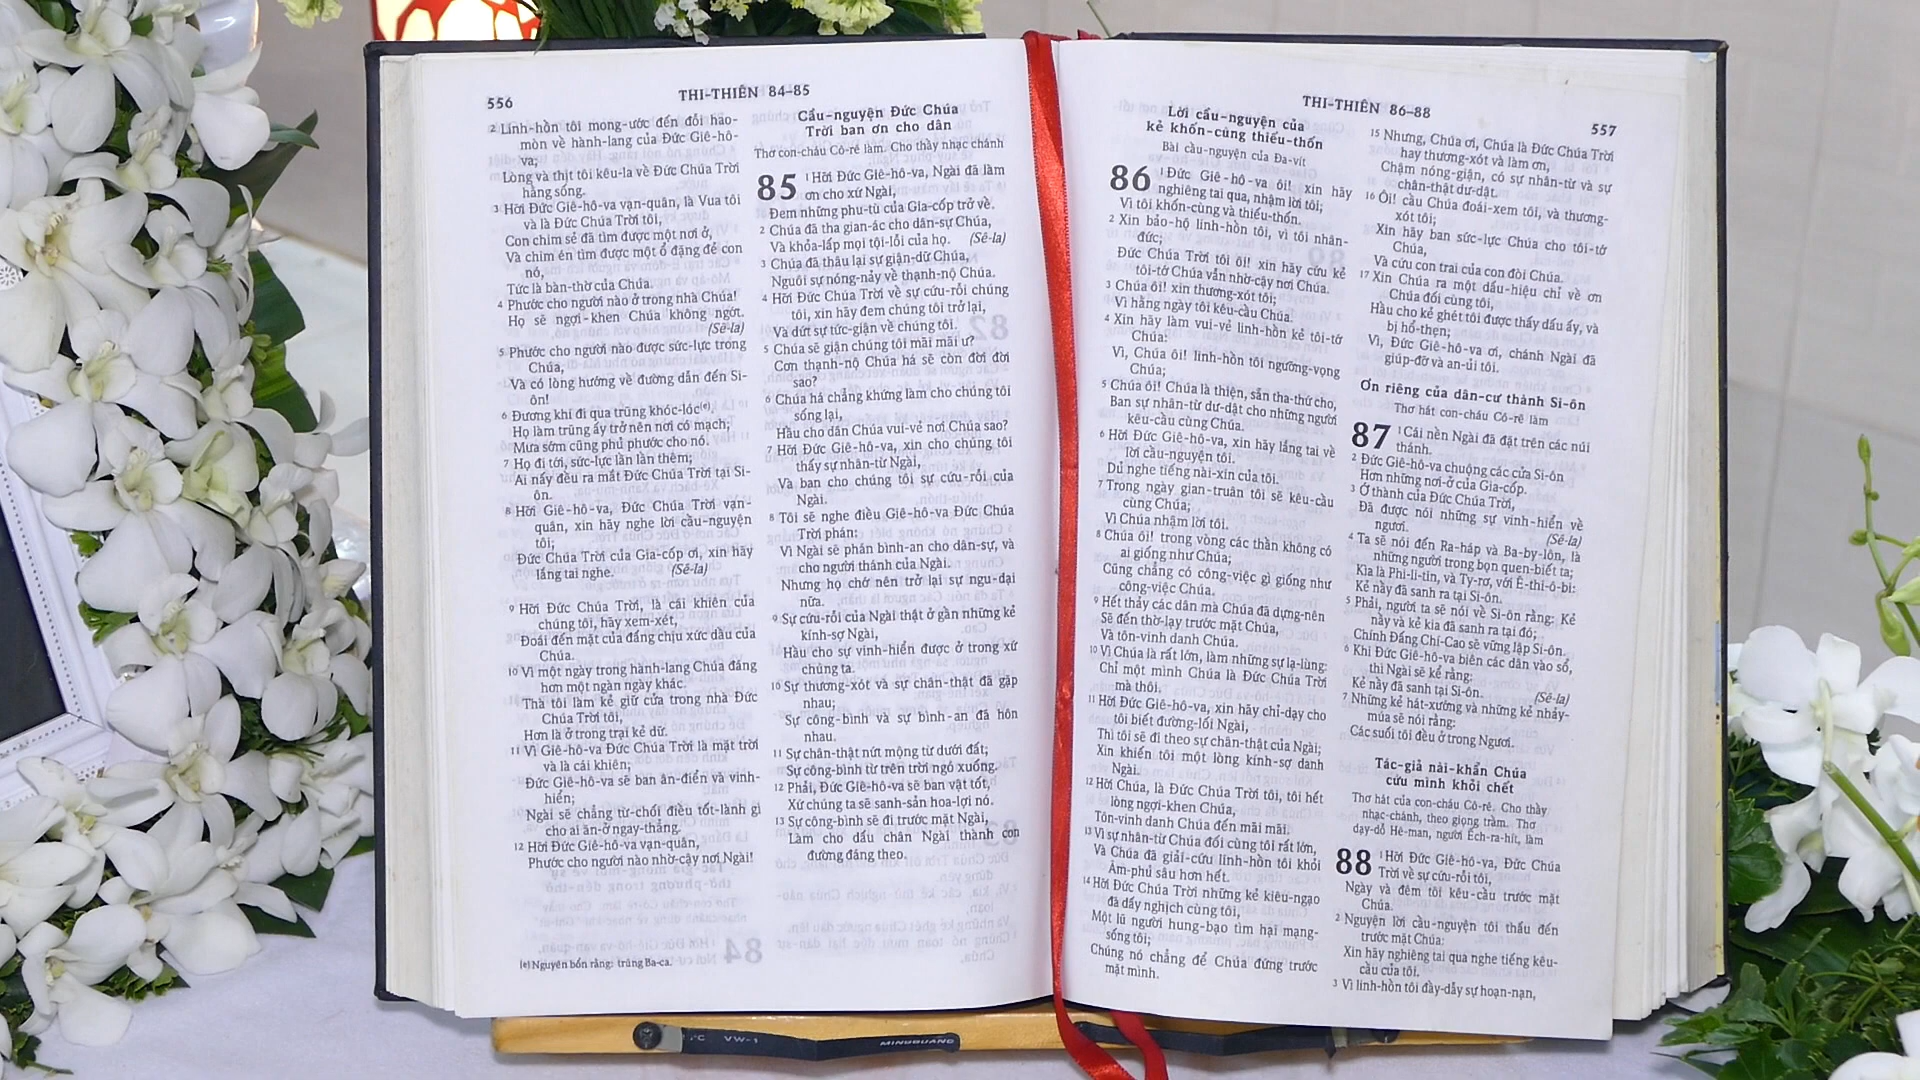 556
THI-THIÊN 84–85
2 Linh-hồn tôi mong-ước đến đỗi hao-
mòn về hành-lang của Đức Giê-hô-
va;
Lòng và thịt tôi kêu-la về Đức Chúa Trời
hằng sống.
3 Hỡi Đức Giê-hô-va vạn-quân, là Vua tôi
và là Đức Chúa Trời tôi,
Con chim sẻ đã tìm được một nơi ở,
Và chim én tìm được một ổ đặng đẻ con
nó,
Tức là bàn-thờ của Chúa.
4 Phước cho người nào ở trong nhà Chúa!
Họ sẽ ngợi-khen Chúa không ngớt.
(Sê-la)
5 Phước cho người nào được sức-lực trong
Chúa,
Và có lòng hướng về đường dẫn đến Si-
ôn!
6 Đương khi đi qua trũng khóc-lóc(e),
Họ làm trũng ấy trở nên nơi có mạch;
Mưa sớm cũng phủ phước cho nó.
7 Họ đi tới, sức-lực lần lần thêm;
Ai nấy đều ra mắt Đức Chúa Trời tại Si-
ôn.
8 Hỡi Giê-hô-va, Đức Chúa Trời vạn-
quân, xin hãy nghe lời cầu-nguyện
tôi;
Đức Chúa Trời của Gia-cốp ơi, xin hãy
lắng tai nghe. (Sê-la)
9 Hỡi Đức Chúa Trời, là cái khiên của
chúng tôi, hãy xem-xét,
Đoái đến mặt của đấng chịu xức dầu của
Chúa.
10 Vì một ngày trong hành-lang Chúa đáng
hơn một ngàn ngày khác.
Thà tôi làm kẻ giữ cửa trong nhà Đức
Chúa Trời tôi,
Hơn là ở trong trại kẻ dữ.
11 Vì Giê-hô-va Đức Chúa Trời là mặt trời
và là cái khiên;
Đức Giê-hô-va sẽ ban ân-điển và vinh-
hiển;
Ngài sẽ chẳng từ-chối điều tốt-lành gì
cho ai ăn-ở ngay-thẳng.
12 Hỡi Đức Giê-hô-va vạn-quân,
Phước cho người nào nhờ-cậy nơi Ngài!
(e) Nguyên bổn rằng: trũng Ba-ca.
Cầu-nguyện Đức Chúa
Trời ban ơn cho dân
Thơ con-cháu Cô-rê làm. Cho thầy nhạc chánh
85 1 Hỡi Đức Giê-hô-va, Ngài đã làm
ơn cho xứ Ngài,
Đem những phu-tù của Gia-cốp trở về.
2 Chúa đã tha gian-ác cho dân-sự Chúa,
Và khỏa-lấp mọi tội-lỗi của họ. (Sê-la)
3 Chúa đã thâu lại sự giận-dữ Chúa,
Nguôi sự nóng-nảy về thạnh-nộ Chúa.
4 Hỡi Đức Chúa Trời về sự cứu-rỗi chúng
tôi, xin hãy đem chúng tôi trở lại,
Và dứt sự tức-giận về chúng tôi.
5 Chúa sẽ giận chúng tôi mãi mãi ư?
Cơn thạnh-nộ Chúa há sẽ còn đời đời
sao?
6 Chúa há chẳng khứng làm cho chúng tôi
sống lại,
Hầu cho dân Chúa vui-vẻ nơi Chúa sao?
7 Hỡi Đức Giê-hô-va, xin cho chúng tôi
thấy sự nhân-từ Ngài,
Và ban cho chúng tôi sự cứu-rỗi của
Ngài.
8 Tôi sẽ nghe điều Giê-hô-va Đức Chúa
Trời phán;
Vì Ngài sẽ phán bình-an cho dân-sự, và
cho người thánh của Ngài.
Nhưng họ chớ nên trở lại sự ngu-dại
nữa.
9 Sự cứu-rỗi của Ngài thật ở gần những kẻ
kính-sợ Ngài,
Hầu cho sự vinh-hiển được ở trong xứ
chúng ta.
10 Sự thương-xót và sự chân-thật đã gặp
nhau;
Sự công-bình và sự bình-an đã hôn
nhau.
11 Sự chân-thật nứt mộng từ dưới đất;
Sự công-bình từ trên trời ngó xuống.
12 Phải, Đức Giê-hô-va sẽ ban vật tốt,
Xứ chúng ta sẽ sanh-sản hoa-lợi nó.
13 Sự công-bình sẽ đi trước mặt Ngài,
Làm cho dấu chân Ngài thành con
đường đáng theo.
THI-THIÊN 86–88
557
Lời cầu-nguyện của
kẻ khốn-cùng thiếu-thốn
Bài cầu-nguyện của Đa-vít
86 1 Đức Giê-hô-va ôi! xin hãy
nghiêng tai qua, nhậm lời tôi;
Vì tôi khốn-cùng và thiếu-thốn.
2 Xin bảo-hộ linh-hồn tôi, vì tôi nhân-
đức;
Đức Chúa Trời tôi ôi! xin hãy cứu kẻ
tôi-tớ Chúa vẫn nhờ-cậy nơi Chúa.
3 Chúa ôi! xin thương-xót tôi;
Vì hằng ngày tôi kêu-cầu Chúa.
4 Xin hãy làm vui-vẻ linh-hồn kẻ tôi-tớ
Chúa:
Vì, Chúa ôi! linh-hồn tôi ngưỡng-vọng
Chúa;
5 Chúa ôi! Chúa là thiện, sẵn tha-thứ cho,
Ban sự nhân-từ dư-dật cho những người
kêu-cầu cùng Chúa.
6 Hỡi Đức Giê-hô-va, xin hãy lắng tai về
lời cầu-nguyện tôi.
Dủ nghe tiếng nài-xin của tôi.
7 Trong ngày gian-truân tôi sẽ kêu-cầu
cùng Chúa;
Vì Chúa nhậm lời tôi.
8 Chúa ôi! trong vòng các thần không có
ai giống như Chúa;
Cũng chẳng có công-việc gì giống như
công-việc Chúa.
9 Hết thảy các dân mà Chúa đã dựng-nên
Sẽ đến thờ-lạy trước mặt Chúa,
Và tôn-vinh danh Chúa.
10 Vì Chúa là rất lớn, làm những sự lạ-lùng:
Chỉ một mình Chúa là Đức Chúa Trời
mà thôi.
11 Hỡi Đức Giê-hô-va, xin hãy chỉ-dạy cho
tôi biết đường-lối Ngài,
Thì tôi sẽ đi theo sự chân-thật của Ngài;
Xin khiến tôi một lòng kính-sợ danh
Ngài.
12 Hỡi Chúa, là Đức Chúa Trời tôi, tôi hết
lòng ngợi-khen Chúa,
Tôn-vinh danh Chúa đến mãi mãi.
13 Vì sự nhân-từ Chúa đối cùng tôi rất lớn,
Và Chúa đã giải-cứu linh-hồn tôi khỏi
Âm-phủ sâu hơn hết.
14 Hỡi Đức Chúa Trời những kẻ kiêu-ngạo
đã dấy nghịch cùng tôi,
Một lũ người hung-bạo tìm hại mạng-
sống tôi;
Chúng nó chẳng để Chúa đứng trước
mặt mình.
15 Nhưng, Chúa ơi, Chúa là Đức Chúa Trời
hay thương-xót và làm ơn,
Chậm nóng-giận, có sự nhân-từ và sự
chân-thật dư-dật.
16 Ôi! cầu Chúa đoái-xem tôi, và thương-
xót tôi;
Xin hãy ban sức-lực Chúa cho tôi-tớ
Chúa,
Và cứu con trai của con đòi Chúa.
17 Xin Chúa ra một dấu-hiệu chỉ về ơn
Chúa đối cùng tôi,
Hầu cho kẻ ghét tôi được thấy dấu ấy, và
bị hổ-thẹn;
Vì, Đức Giê-hô-va ơi, chánh Ngài đã
giúp-đỡ và an-ủi tôi.
Ơn riêng của dân-cư thành Si-ôn
Thơ hát con-cháu Cô-rê làm
87 1 Cái nền Ngài đã đặt trên các núi
thánh.
2 Đức Giê-hô-va chuộng các cửa Si-ôn
Hơn những nơi-ở của Gia-cốp.
3 Ớ thành của Đức Chúa Trời,
Đã được nói những sự vinh-hiển về
ngươi. (Sê-la)
4 Ta sẽ nói đến Ra-háp và Ba-by-lôn, là
những người trong bọn quen-biết ta;
Kìa là Phi-li-tin, và Ty-rơ, với Ê-thi-ô-bi:
Kẻ nầy đã sanh ra tại Si-ôn.
5 Phải, người ta sẽ nói về Si-ôn rằng: Kẻ
nầy và kẻ kia đã sanh ra tại đó;
Chính Đấng Chí-Cao sẽ vững lập Si-ôn.
6 Khi Đức Giê-hô-va biên các dân vào sổ,
thì Ngài sẽ kể rằng:
Kẻ nầy đã sanh tại Si-ôn. (Sê-la)
7 Những kẻ hát-xướng và những kẻ nhảy-
múa sẽ nói rằng:
Các suối tôi đều ở trong Ngươi.
Tác-giả nài-khẩn Chúa
cứu mình khỏi chết
Thơ hát của con-cháu Cô-rê. Cho thầy
nhạc-chánh, theo giọng trầm. Thơ
dạy-dỗ Hê-man, người Ếch-ra-hít, làm
88 1 Hỡi Đức Giê-hô-va, Đức Chúa
Trời về sự cứu-rỗi tôi,
Ngày và đêm tôi kêu-cầu trước mặt
Chúa.
2 Nguyện lời cầu-nguyện tôi thấu đến
trước mặt Chúa:
Xin hãy nghiêng tai qua nghe tiếng kêu-
cầu của tôi.
3 Vì linh-hồn tôi đầy-dẫy sự hoạn-nạn,
°C VW-1
MINGGUANG